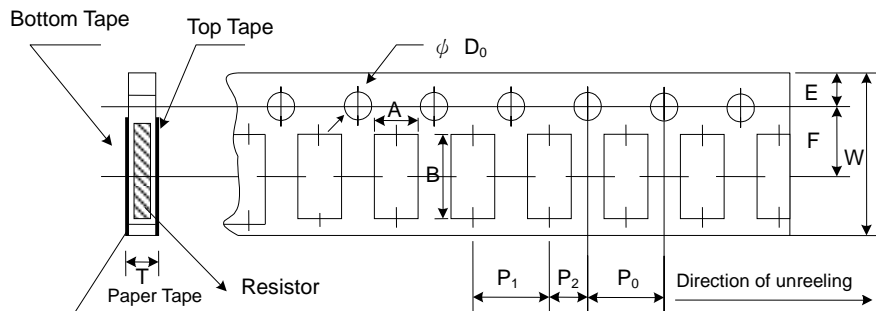 Bottom Tape
Top Tape
ψ D₀
A
E
F
W
B
T
Paper Tape
Resistor
P₁
P₂
P₀
Direction of unreeling